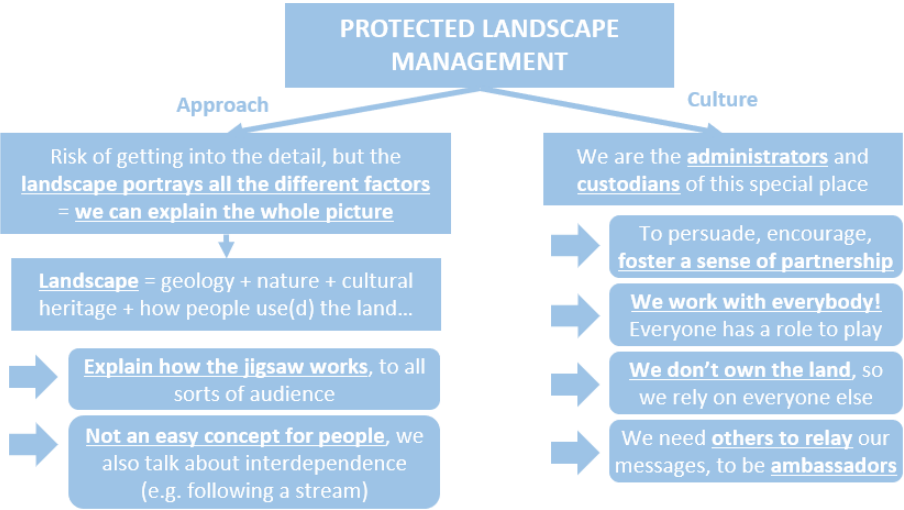 PROTECTED LANDSCAPE
MANAGEMENT
Approach
Culture
Risk of getting into the detail, but the
landscape portrays all the different factors
= we can explain the whole picture
Landscape = geology + nature + cultural
heritage + how people use(d) the land…
Explain how the jigsaw works, to all
sorts of audience
Not an easy concept for people, we
also talk about interdependence
(e.g. following a stream)
We are the administrators and
custodians of this special place
To persuade, encourage,
foster a sense of partnership
We work with everybody!
Everyone has a role to play
We don’t own the land, so
we rely on everyone else
We need others to relay our
messages, to be ambassadors